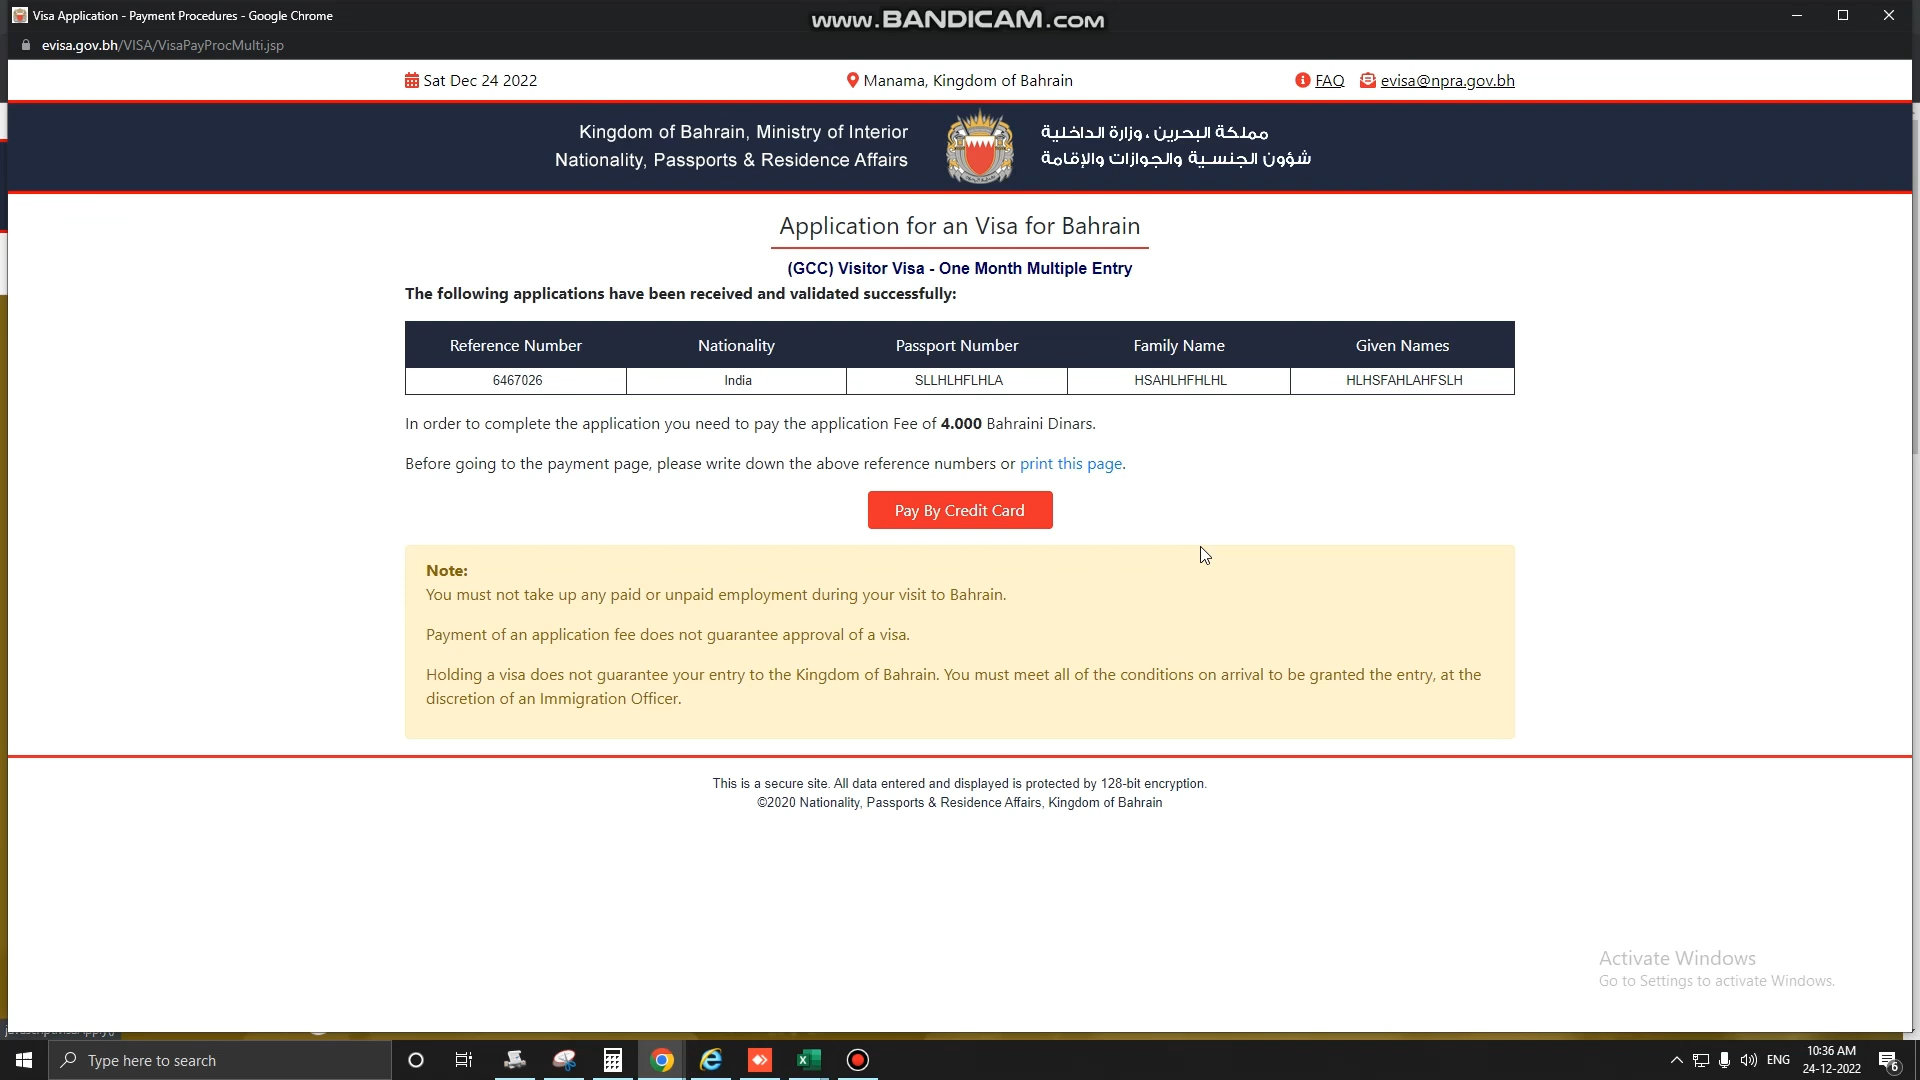 Visa Application - Payment Procedures - Google Chrome
www.BANDICAM.com
evisa.gov.bh/VISA/VisaPayProcMulti.jsp
Sat Dec 24 2022
Manama, Kingdom of Bahrain
FAQ
evisa@npra.gov.bh
Kingdom of Bahrain, Ministry of Interior
مملكة البحرين ، وزارة الداخلية
Nationality, Passports & Residence Affairs
شؤون الجنسية والجوازات والإقامة
Application for an Visa for Bahrain
(GCC) Visitor Visa - One Month Multiple Entry
The following applications have been received and validated successfully:
Reference Number Nationality Passport Number Family Name Given Names
6467026 India SLLHLHFLHLA HSAHLHFHLHL HLHSFAHLAHFSLH
In order to complete the application you need to pay the application Fee of 4.000 Bahraini Dinars.
Before going to the payment page, please write down the above reference numbers or print this page.
Pay By Credit Card
Note:
You must not take up any paid or unpaid employment during your visit to Bahrain.
Payment of an application fee does not guarantee approval of a visa.
Holding a visa does not guarantee your entry to the Kingdom of Bahrain. You must meet all of the conditions on arrival to be granted the entry, at the
discretion of an Immigration Officer.
This is a secure site. All data entered and displayed is protected by 128-bit encryption.
©2020 Nationality, Passports & Residence Affairs, Kingdom of Bahrain
Activate Windows
Go to Settings to activate Windows.
Type here to search
ENG
10:36 AM
24-12-2022
6